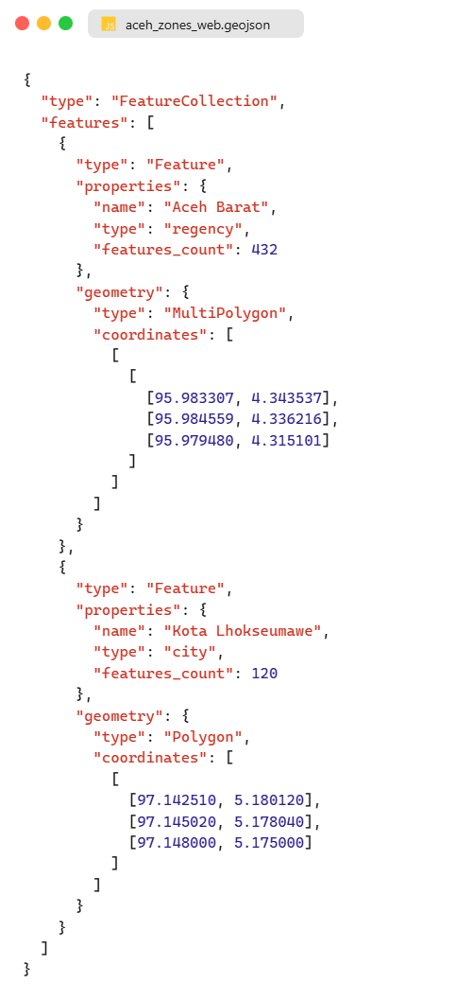 JS aceh_zones_web.geojson
{
  "type": "FeatureCollection",
  "features": [
    {
      "type": "Feature",
      "properties": {
        "name": "Aceh Barat",
        "type": "regency",
        "features_count": 432
      },
      "geometry": {
        "type": "MultiPolygon",
        "coordinates": [
          [
            [
              [95.983307, 4.343537],
              [95.984559, 4.336216],
              [95.979480, 4.315101]
            ]
          ]
        ]
      }
    },
    {
      "type": "Feature",
      "properties": {
        "name": "Kota Lhokseumawe",
        "type": "city",
        "features_count": 120
      },
      "geometry": {
        "type": "Polygon",
        "coordinates": [
          [
            [97.142510, 5.180120],
            [97.145020, 5.178040],
            [97.148000, 5.175000]
          ]
        ]
      }
    }
  ]
}